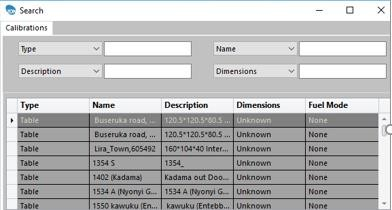 Search
Calibrations
Type Name
Description Dimensions
Type Name Description Dimensions Fuel Mode
Table Buseruka road, ... 120.5*120.5*80.5 ... Unknown None
Table Buseruka road, ... 120.5*120.5*80.5 ... Unknown None
Table Lira_Town,605492 160*104*40 Inter... Unknown None
Table 1354 S 1354_ Unknown None
Table 1402 (Kadama) Kadama out Doo... Unknown None
Table 1534 A (Nyonyi G... 1534 A (Nyonyi G... Unknown None
Table 1550 kawuku (En... kawuku (Entebb... Unknown None